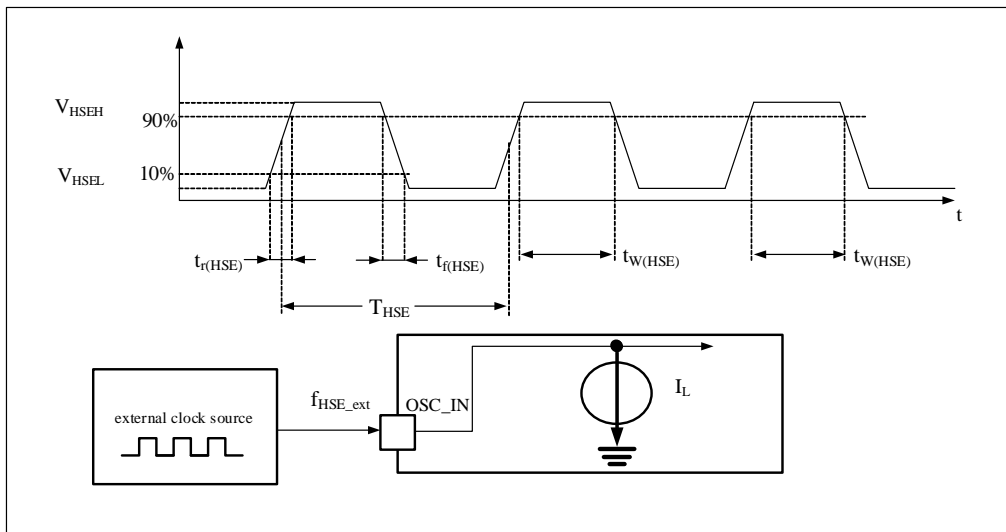 V_HSEH
90%
10%
V_HSEL
t
t_r(HSE)
t_f(HSE)
t_W(HSE)
t_W(HSE)
T_HSE
external clock source
f_HSE_ext
OSC_IN
I_L